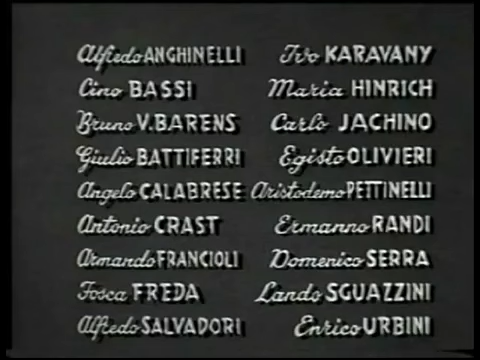 Alfredo ANGHINELLI
Cino BASSI
Bruno V. BARENS
Giulio BATTIFERRI
Angelo CALABRESE
Antonio CRAST
Armando FRANCIOLI
Fosca FREDA
Alfredo SALVADORI
Ivo KARAVANY
Maria HINRICH
Carlo JACHINO
Egisto OLIVIERI
Aristodemo PETTINELLI
Ermanno RANDI
Domenico SERRA
Lando SGUAZZINI
Enrico URBINI